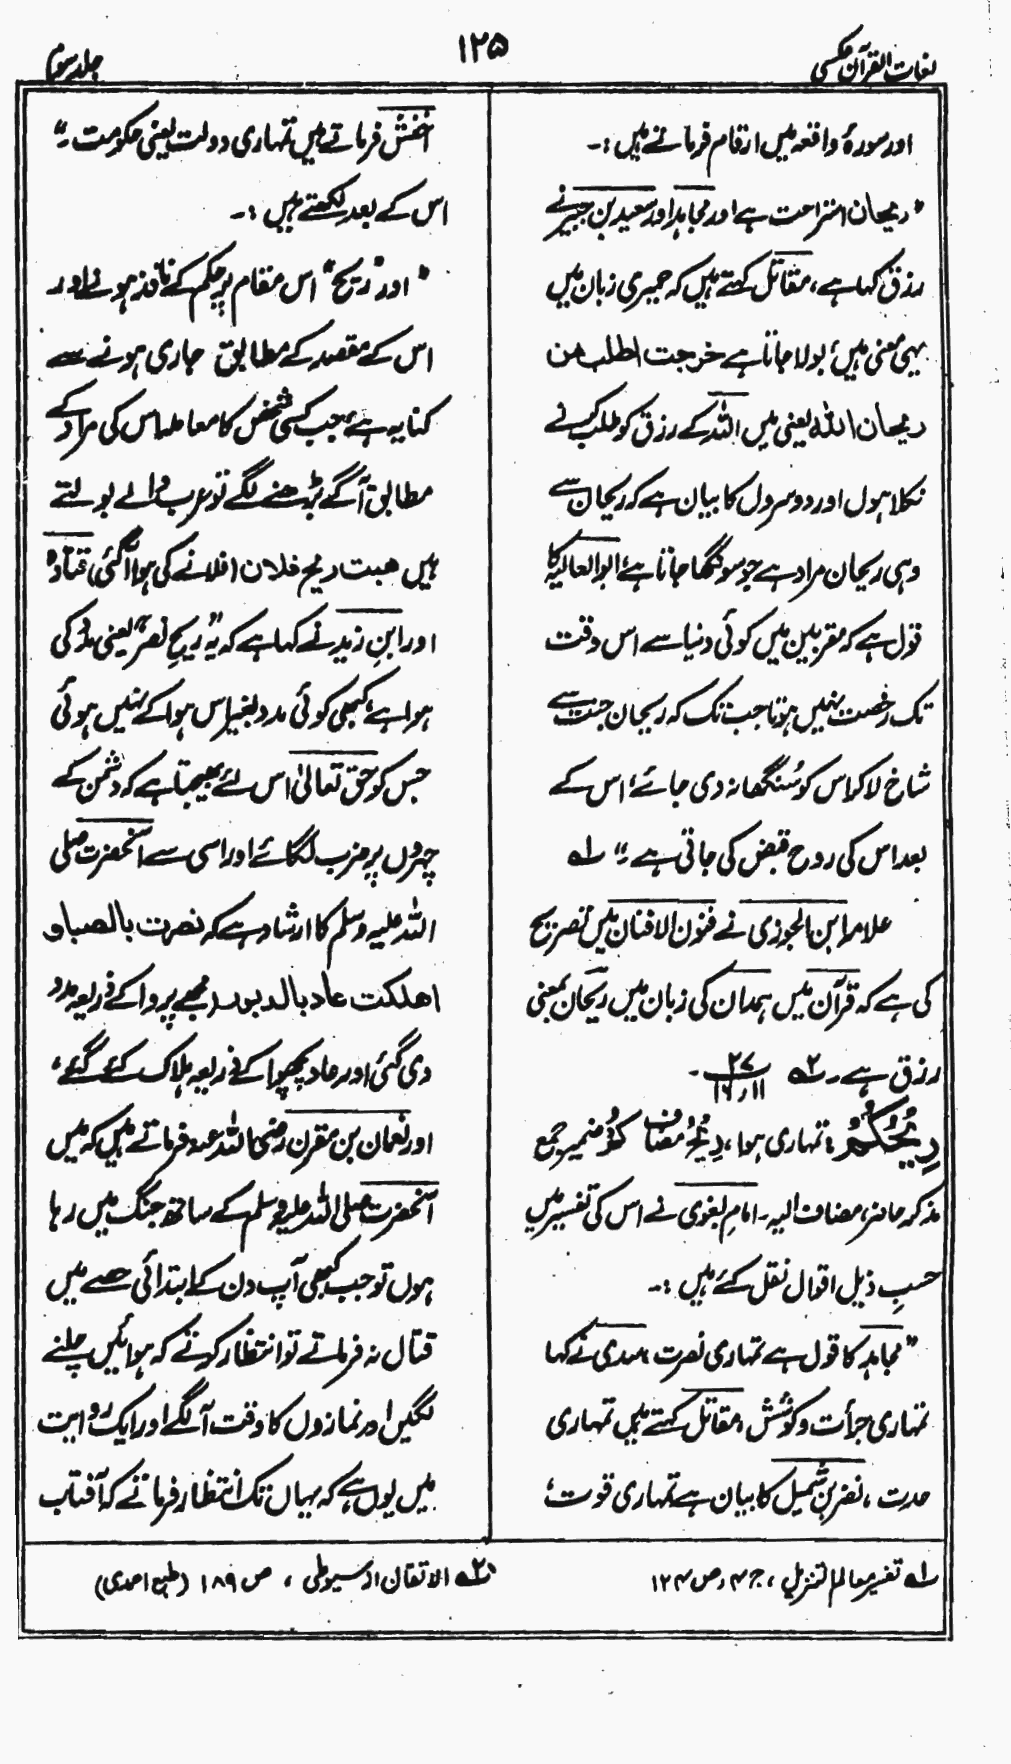 لغات القرآن عکسی
۱۲۵
جلد سوم
اور سورۂ واقعہ میں ارقام فرماتے ہیں :۔
" ریحان استراحت ہے اور مجاہد اور سعید بن جبیر نے
رزق کہا ہے، مقاتل کہتے ہیں کہ حمیری زبان میں
یہی معنی ہیں، بولا جاتا ہے خرجت اطلب من
ریحان اللہ یعنی میں اللہ کے رزق کو طلب کرنے
نکلا ہوں اور دوسروں کا بیان ہے کہ ریحان سے
وہی ریحان مراد ہے جو سونگھا جاتا ہے، ابوالعالیہ کا
قول ہے کہ مقربین میں کوئی دنیا سے اس وقت
تک رخصت نہیں ہوتا جب تک کہ ریحان جنت سے
شاخ لاکر اس کو سُنگھا نہ دی جائے، اس کے
بعد اس کی روح قبض کی جاتی ہے ۔" ۱ـہ
علامہ ابن الجوزی نے فنون الافنان میں تصریح
کی ہے کہ قرآن میں ہمدان کی زبان میں ریحان بمعنی
رزق ہے۔ ۲ـہ ۲۷ ۔
۱۱ر۱۶
رِیْحُکُمْ : تمہاری ہوا، رِیْحُ مضاف کُمْ ضمیر جمع
مذکر حاضر، مضاف الیہ۔ امام بغوی نے اس کی تفسیر میں
حسبِ ذیل اقوال نقل کئے ہیں :۔
" مجاہد کا قول ہے تمہاری نصرت، سدی نے کہا
تمہاری جرأت و کوشش، مقاتل کہتے ہیں تمہاری
حدت ، نضر بن شمیل کا بیان ہے تمہاری قوت،
اخفش فرماتے ہیں تمہاری دولت یعنی حکومت ۔"
اس کے بعد لکھتے ہیں :۔
" اور " ریح " اس مقام پر حکم کے نافذ ہونے اور
اس کے مقصد کے مطابق جاری ہونے سے
کنایہ ہے، جب کسی شخص کا معاملہ اس کی مراد کے
مطابق آگے بڑھنے لگے تو عرب والے بولتے
ہیں ھبت ریح فلان (فلانے کی ہوا آگئی) قتادہ
اور ابن زید نے کہا ہے کہ یہ " ریح نصر " یعنی مدد کی
ہوا ہے، کبھی کوئی مدد بغیر اس ہوا کے نہیں ہوئی
جس کو حق تعالیٰ اس لئے بھیجتا ہے کہ دشمن کے
چہروں پر ضرب لگائے اور اسی سے آنحضرت صلی
اللہ علیہ وسلم کا ارشاد ہے کہ نصرت بالصبا و
اھلکت عاد بالدبور (مجھے پروا کے ذریعہ مدد
دی گئی اور عاد پچھوا کے ذریعہ ہلاک کئے گئے،
اور نعمان بن مقرن رضی اللہ عنہ فرماتے ہیں کہ میں
آنحضرت صلی اللہ علیہ وسلم کے ساتھ جنگ میں رہا
ہوں تو جب کبھی آپ دن کے ابتدائی حصے میں
قتال نہ فرماتے تو انتظار کرتے کہ ہوائیں چلنے
لگیں اور نمازوں کا وقت آلگے اور ایک روایت
میں یوں ہے کہ یہاں تک انتظار فرماتے کہ آفتاب
۱ـہ تفسیر معالم التنزیل ، ج ۴ ، ص ۱۲۴
۲ـہ الاتقان از سیوطی ، ص ۱۸۹ (طبع احمدی)